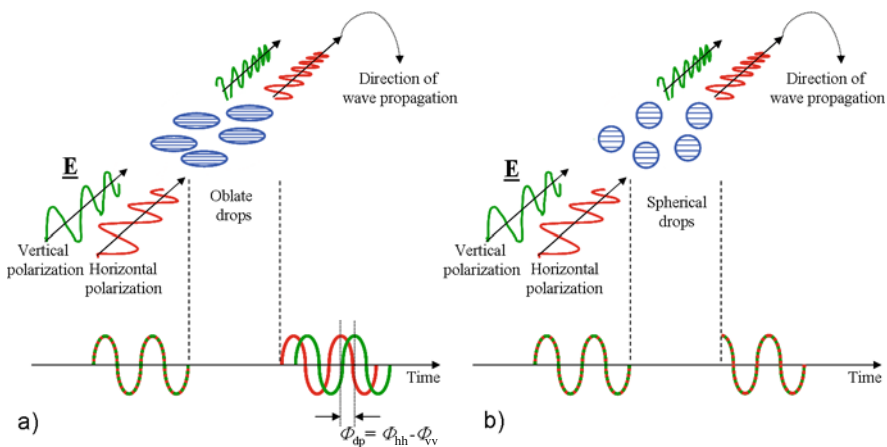 Direction of
wave propagation
E
Oblate
drops
Vertical
polarization
Horizontal
polarization
Time
Φdp = Φhh-Φvv
a)
Direction of
wave propagation
E
Spherical
drops
Vertical
polarization
Horizontal
polarization
Time
b)